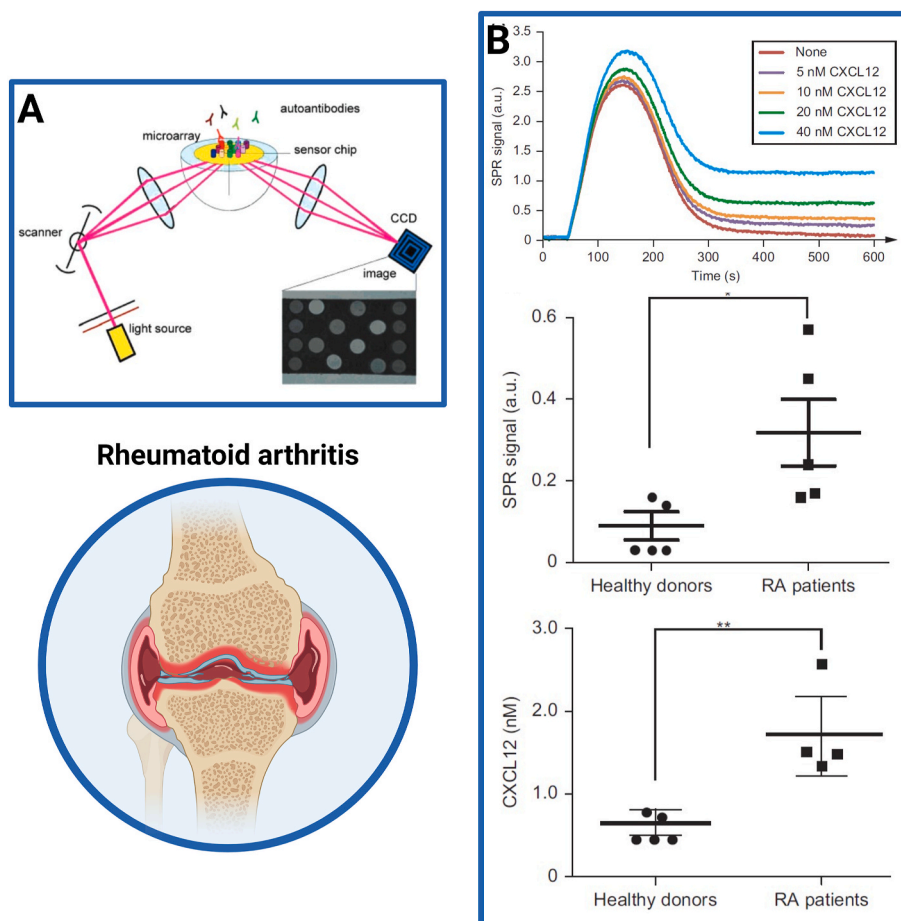 A
autoantibodies
microarray
sensor chip
scanner
CCD
image
light source
Rheumatoid arthritis
B
3.5
3.0
2.5
2.0
1.5
1.0
0.5
0
SPR signal (a.u.)
None
5 nM CXCL12
10 nM CXCL12
20 nM CXCL12
40 nM CXCL12
0
100
200
300
400
500
600
Time (s)
*
0.6
0.4
0.2
0
SPR signal (a.u.)
Healthy donors
RA patients
**
3.0
2.0
1.0
0
CXCL12 (nM)
Healthy donors
RA patients